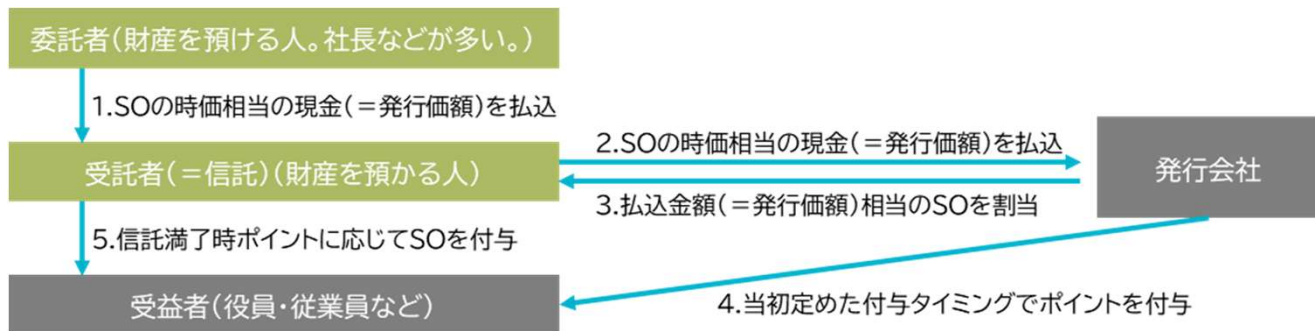 委託者(財産を預ける人。社長などが多い。)
1.SOの時価相当の現金(=発行価額)を払込
受託者(=信託)(財産を預かる人)
2.SOの時価相当の現金(=発行価額)を払込
3.払込金額(=発行価額)相当のSOを割当
発行会社
5.信託満了時ポイントに応じてSOを付与
受益者(役員・従業員など)
4.当初定めた付与タイミングでポイントを付与